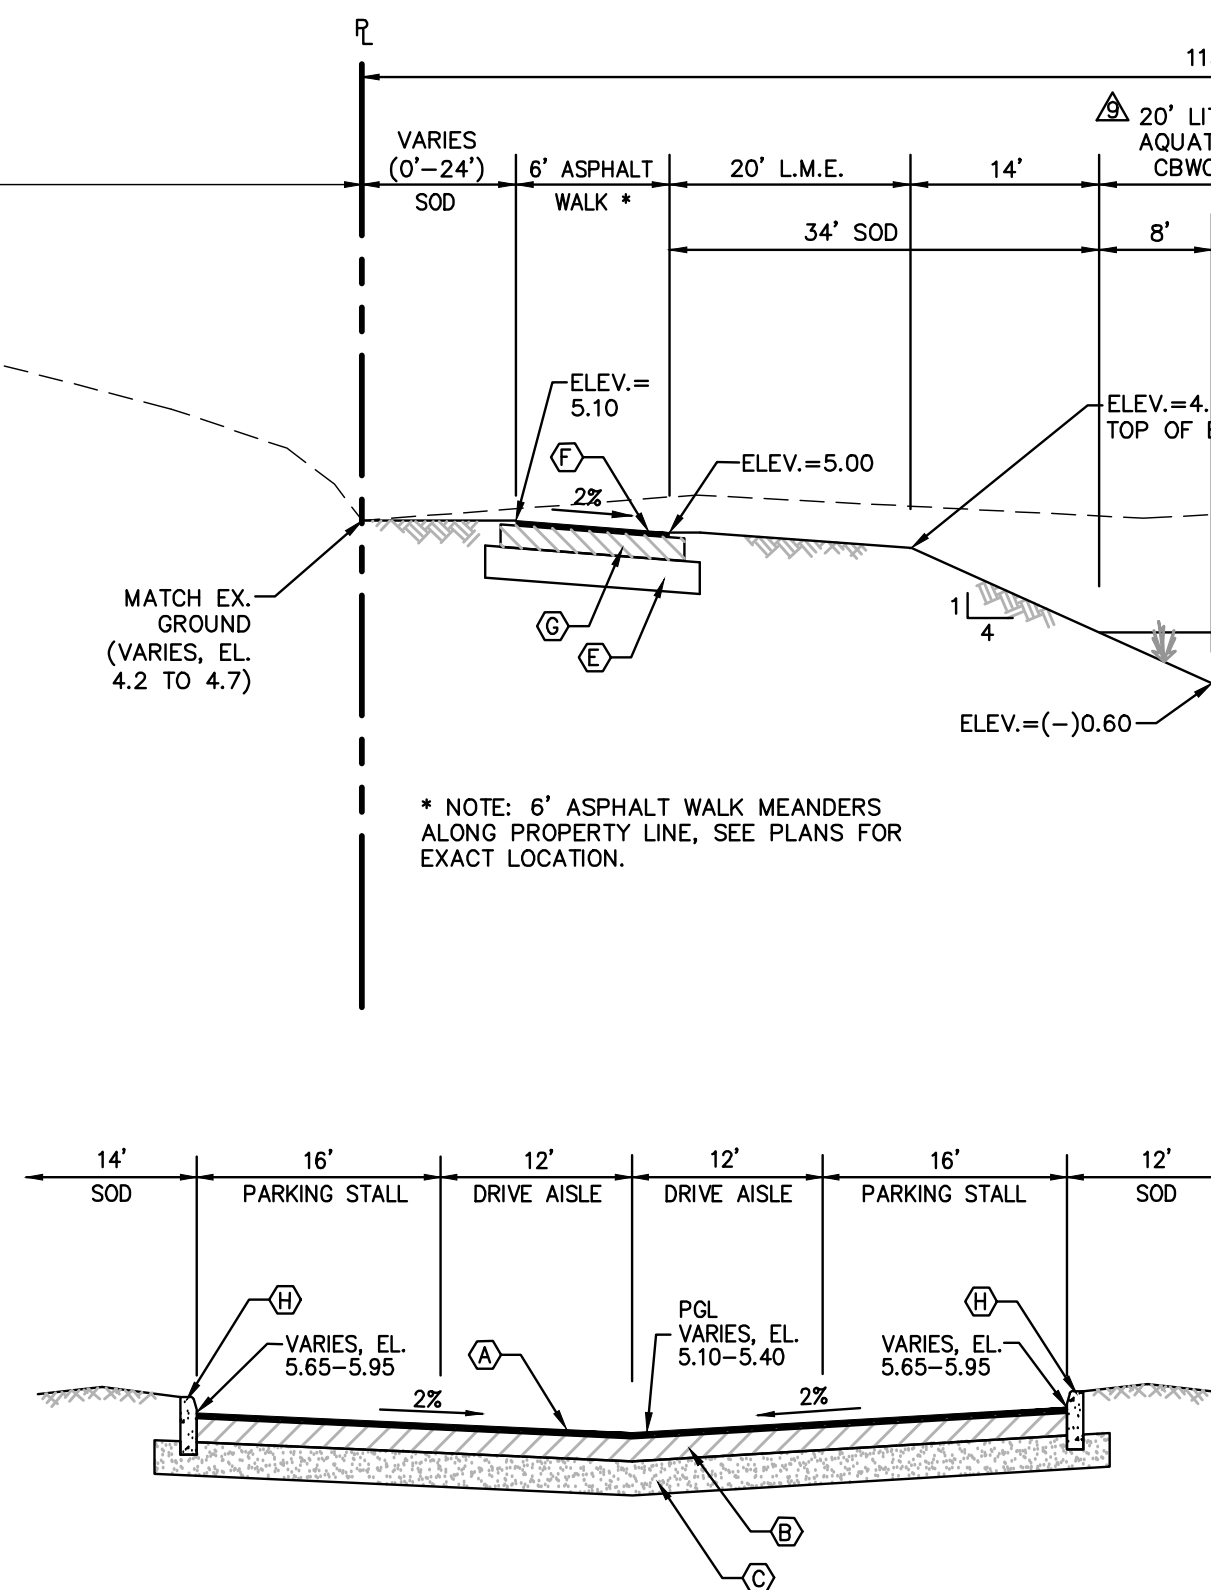 PL
11
9
20' LIT
AQUAT
CBWC
VARIES
(0'-24')
SOD
6' ASPHALT
WALK *
20' L.M.E.
14'
34' SOD
8'
ELEV.=
5.10
F
2%
ELEV.=5.00
ELEV.=4.
TOP OF
MATCH EX.
GROUND
(VARIES, EL.
4.2 TO 4.7)
G
E
1
4
ELEV.=(-)0.60
* NOTE: 6' ASPHALT WALK MEANDERS
ALONG PROPERTY LINE, SEE PLANS FOR
EXACT LOCATION.
14'
SOD
16'
PARKING STALL
12'
DRIVE AISLE
12'
DRIVE AISLE
16'
PARKING STALL
12'
SOD
H
VARIES, EL.
5.65-5.95
A
PGL
VARIES, EL.
5.10-5.40
H
VARIES, EL.
5.65-5.95
2%
2%
B
C